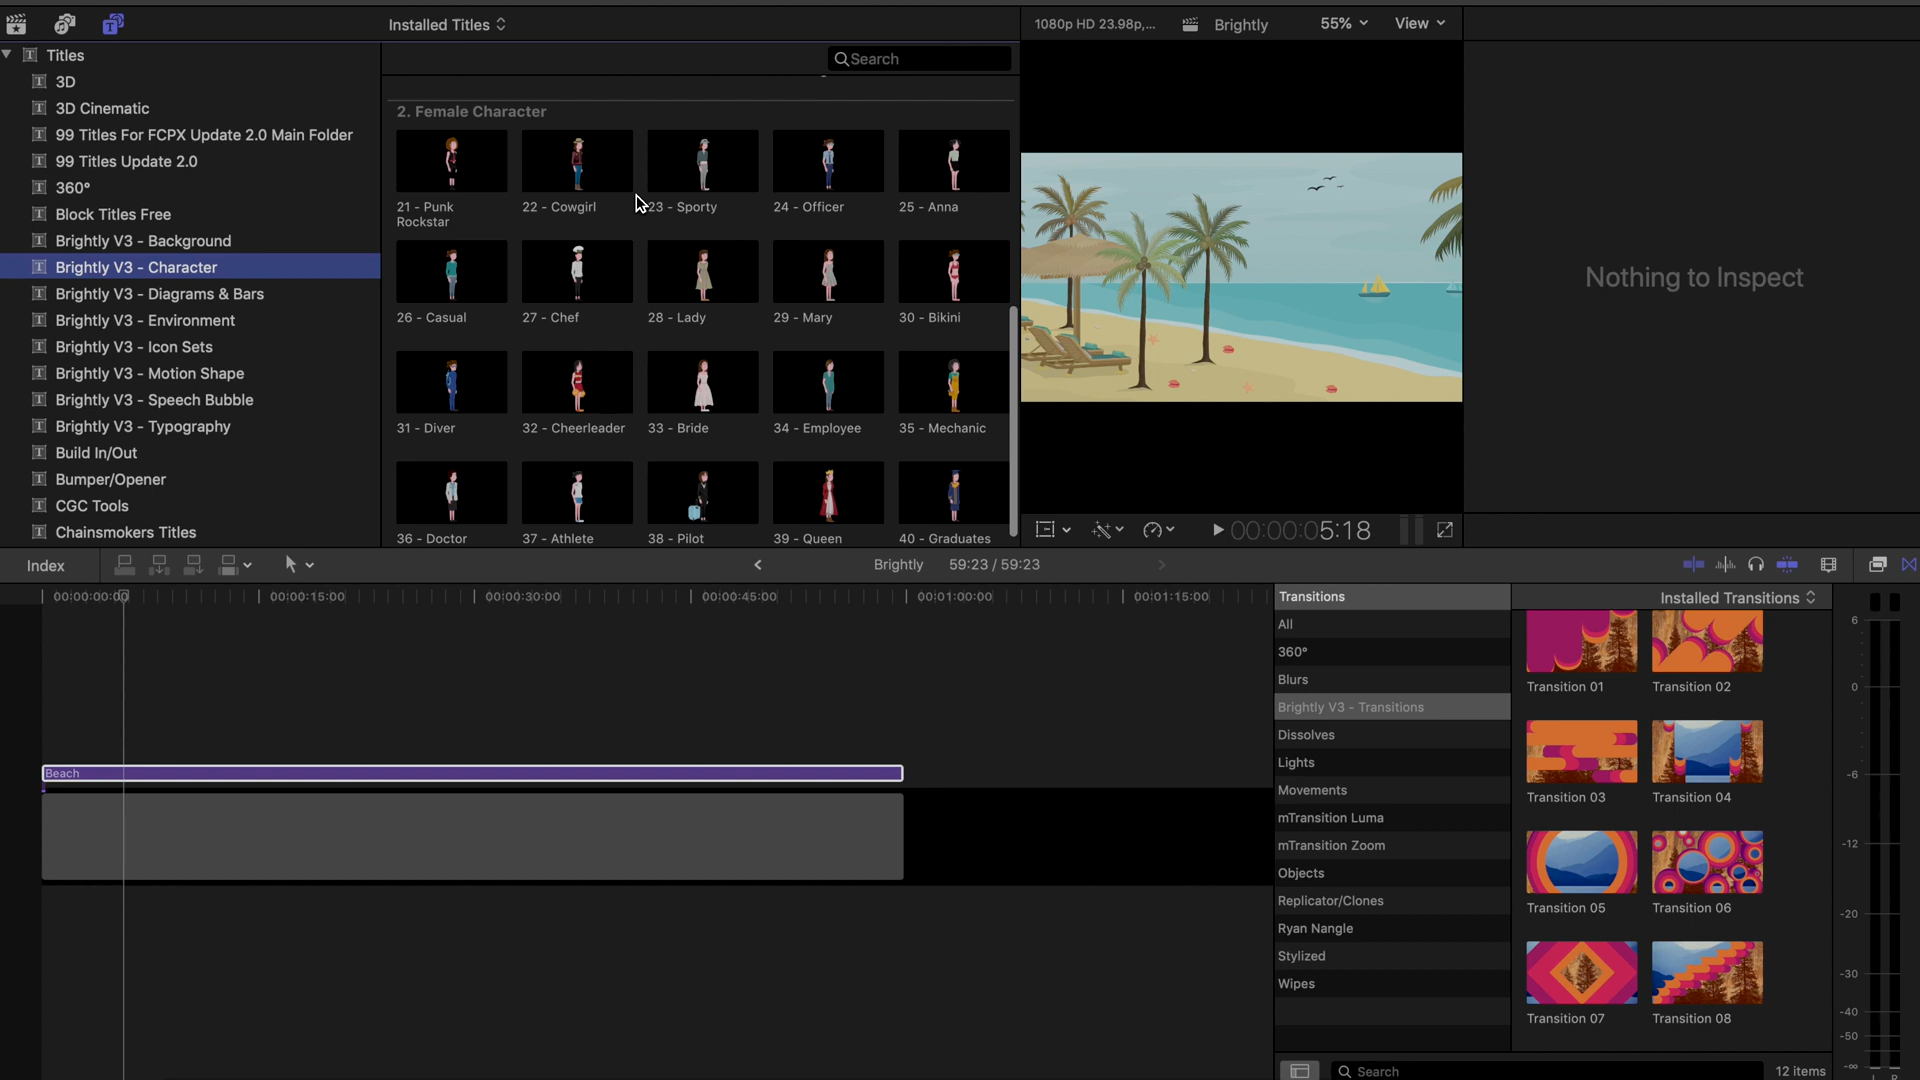 Installed Titles
1080p HD 23.98p,...
Brightly
55%
View
Titles
Search
3D
3D Cinematic
99 Titles For FCPX Update 2.0 Main Folder
99 Titles Update 2.0
360°
Block Titles Free
Brightly V3 - Background
Brightly V3 - Character
Brightly V3 - Diagrams & Bars
Brightly V3 - Environment
Brightly V3 - Icon Sets
Brightly V3 - Motion Shape
Brightly V3 - Speech Bubble
Brightly V3 - Typography
Build In/Out
Bumper/Opener
CGC Tools
Chainsmokers Titles
2. Female Character
21 - Punk
Rockstar
22 - Cowgirl
23 - Sporty
24 - Officer
25 - Anna
26 - Casual
27 - Chef
28 - Lady
29 - Mary
30 - Bikini
31 - Diver
32 - Cheerleader
33 - Bride
34 - Employee
35 - Mechanic
36 - Doctor
37 - Athlete
38 - Pilot
39 - Queen
40 - Graduates
Nothing to Inspect
00:00:05:18
Index
Brightly
59:23 / 59:23
00:00:00:00
00:00:15:00
00:00:30:00
00:00:45:00
00:01:00:00
00:01:15:00
Beach
Transitions
All
360°
Blurs
Brightly V3 - Transitions
Dissolves
Lights
Movements
mTransition Luma
mTransition Zoom
Objects
Replicator/Clones
Ryan Nangle
Stylized
Wipes
Installed Transitions
Transition 01
Transition 02
Transition 03
Transition 04
Transition 05
Transition 06
Transition 07
Transition 08
Search
12 items
6
0
-6
-12
-20
-30
-40
-50
-∞